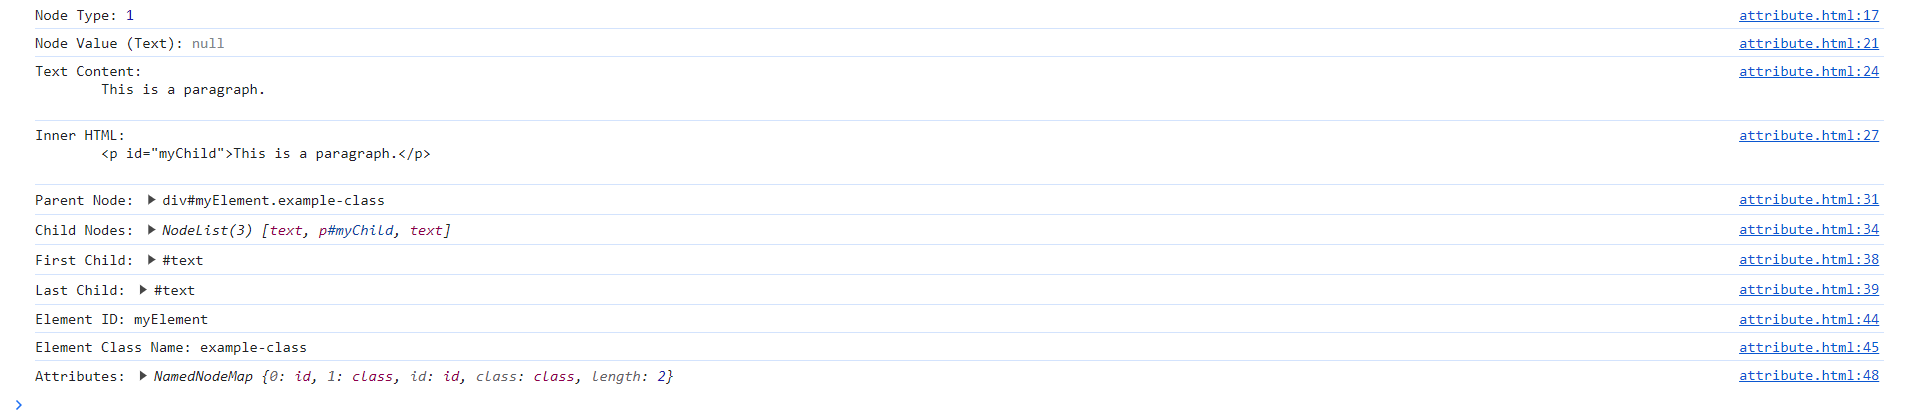 Node Type: 1 attribute.html:17
Node Value (Text): null attribute.html:21
Text Content: attribute.html:24
This is a paragraph.
Inner HTML: attribute.html:27
<p id="myChild">This is a paragraph.</p>
Parent Node: ▶ div#myElement.example-class attribute.html:31
Child Nodes: ▶ NodeList(3) [text, p#myChild, text] attribute.html:34
First Child: ▶ #text attribute.html:38
Last Child: ▶ #text attribute.html:39
Element ID: myElement attribute.html:44
Element Class Name: example-class attribute.html:45
Attributes: ▶ NamedNodeMap {0: id, 1: class, id: id, class: class, length: 2} attribute.html:48
>